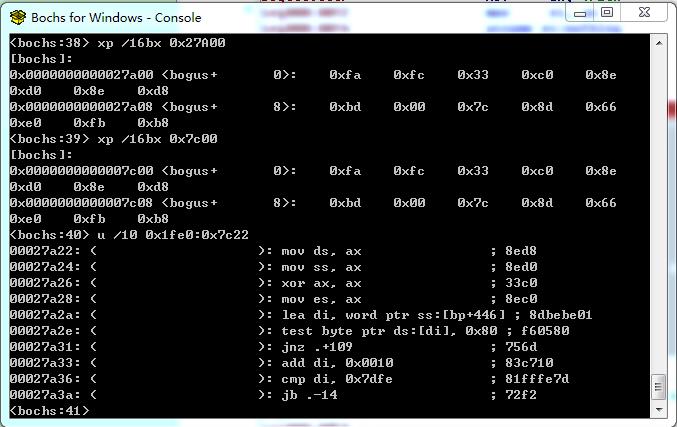 Bochs for Windows - Console
<bochs:38> xp /16bx 0x27A00
[bochs]:
0x0000000000027a00 <bogus+       0>:    0xfa    0xfc    0x33    0xc0    0x8e
0xd0    0x8e    0xd8
0x0000000000027a08 <bogus+       8>:    0xbd    0x00    0x7c    0x8d    0x66
0xe0    0xfb    0xb8
<bochs:39> xp /16bx 0x7c00
[bochs]:
0x0000000000007c00 <bogus+       0>:    0xfa    0xfc    0x33    0xc0    0x8e
0xd0    0x8e    0xd8
0x0000000000007c08 <bogus+       8>:    0xbd    0x00    0x7c    0x8d    0x66
0xe0    0xfb    0xb8
<bochs:40> u /10 0x1fe0:0x7c22
00027a22: (                    ): mov ds, ax                ; 8ed8
00027a24: (                    ): mov ss, ax                ; 8ed0
00027a26: (                    ): xor ax, ax                ; 33c0
00027a28: (                    ): mov es, ax                ; 8ec0
00027a2a: (                    ): lea di, word ptr ss:[bp+446] ; 8dbebe01
00027a2e: (                    ): test byte ptr ds:[di], 0x80 ; f60580
00027a31: (                    ): jnz .+109                 ; 756d
00027a33: (                    ): add di, 0x0010            ; 83c710
00027a36: (                    ): cmp di, 0x7dfe            ; 81fffe7d
00027a3a: (                    ): jb .-14                   ; 72f2
<bochs:41>